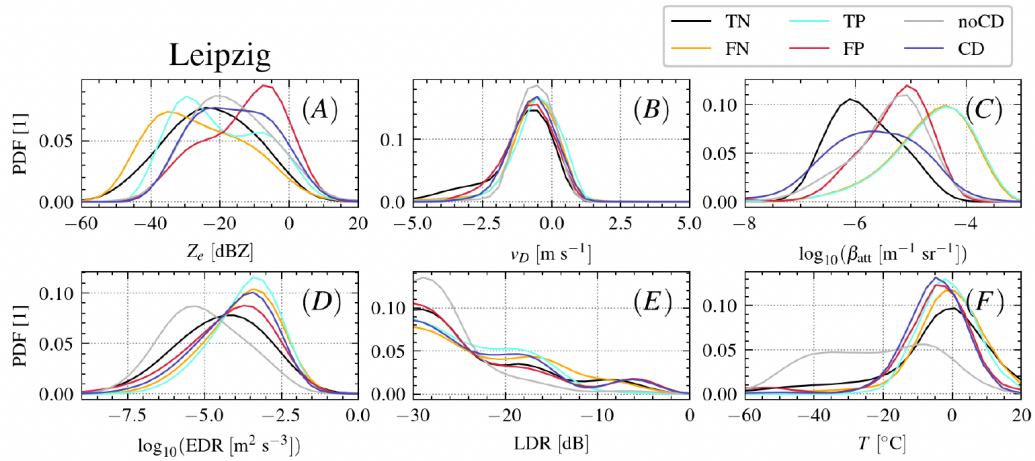 TN TP noCD
FN FP CD
Leipzig
(A) (B) (C)
PDF [1]
0.05
0.00
0.1
0.0
0.10
0.05
0.00
−60 −40 −20 0 20
−5.0 −2.5 0.0 2.5 5.0
−8 −6 −4
Zₑ [dBZ]
v_D [m s⁻¹]
log₁₀(β_att [m⁻¹ sr⁻¹])
(D) (E) (F)
PDF [1]
0.10
0.05
0.00
0.10
0.05
0.00
0.10
0.05
0.00
−7.5 −5.0 −2.5 0.0
−30 −20 −10 0
−60 −40 −20 0 20
log₁₀(EDR [m² s⁻³])
LDR [dB]
T [°C]